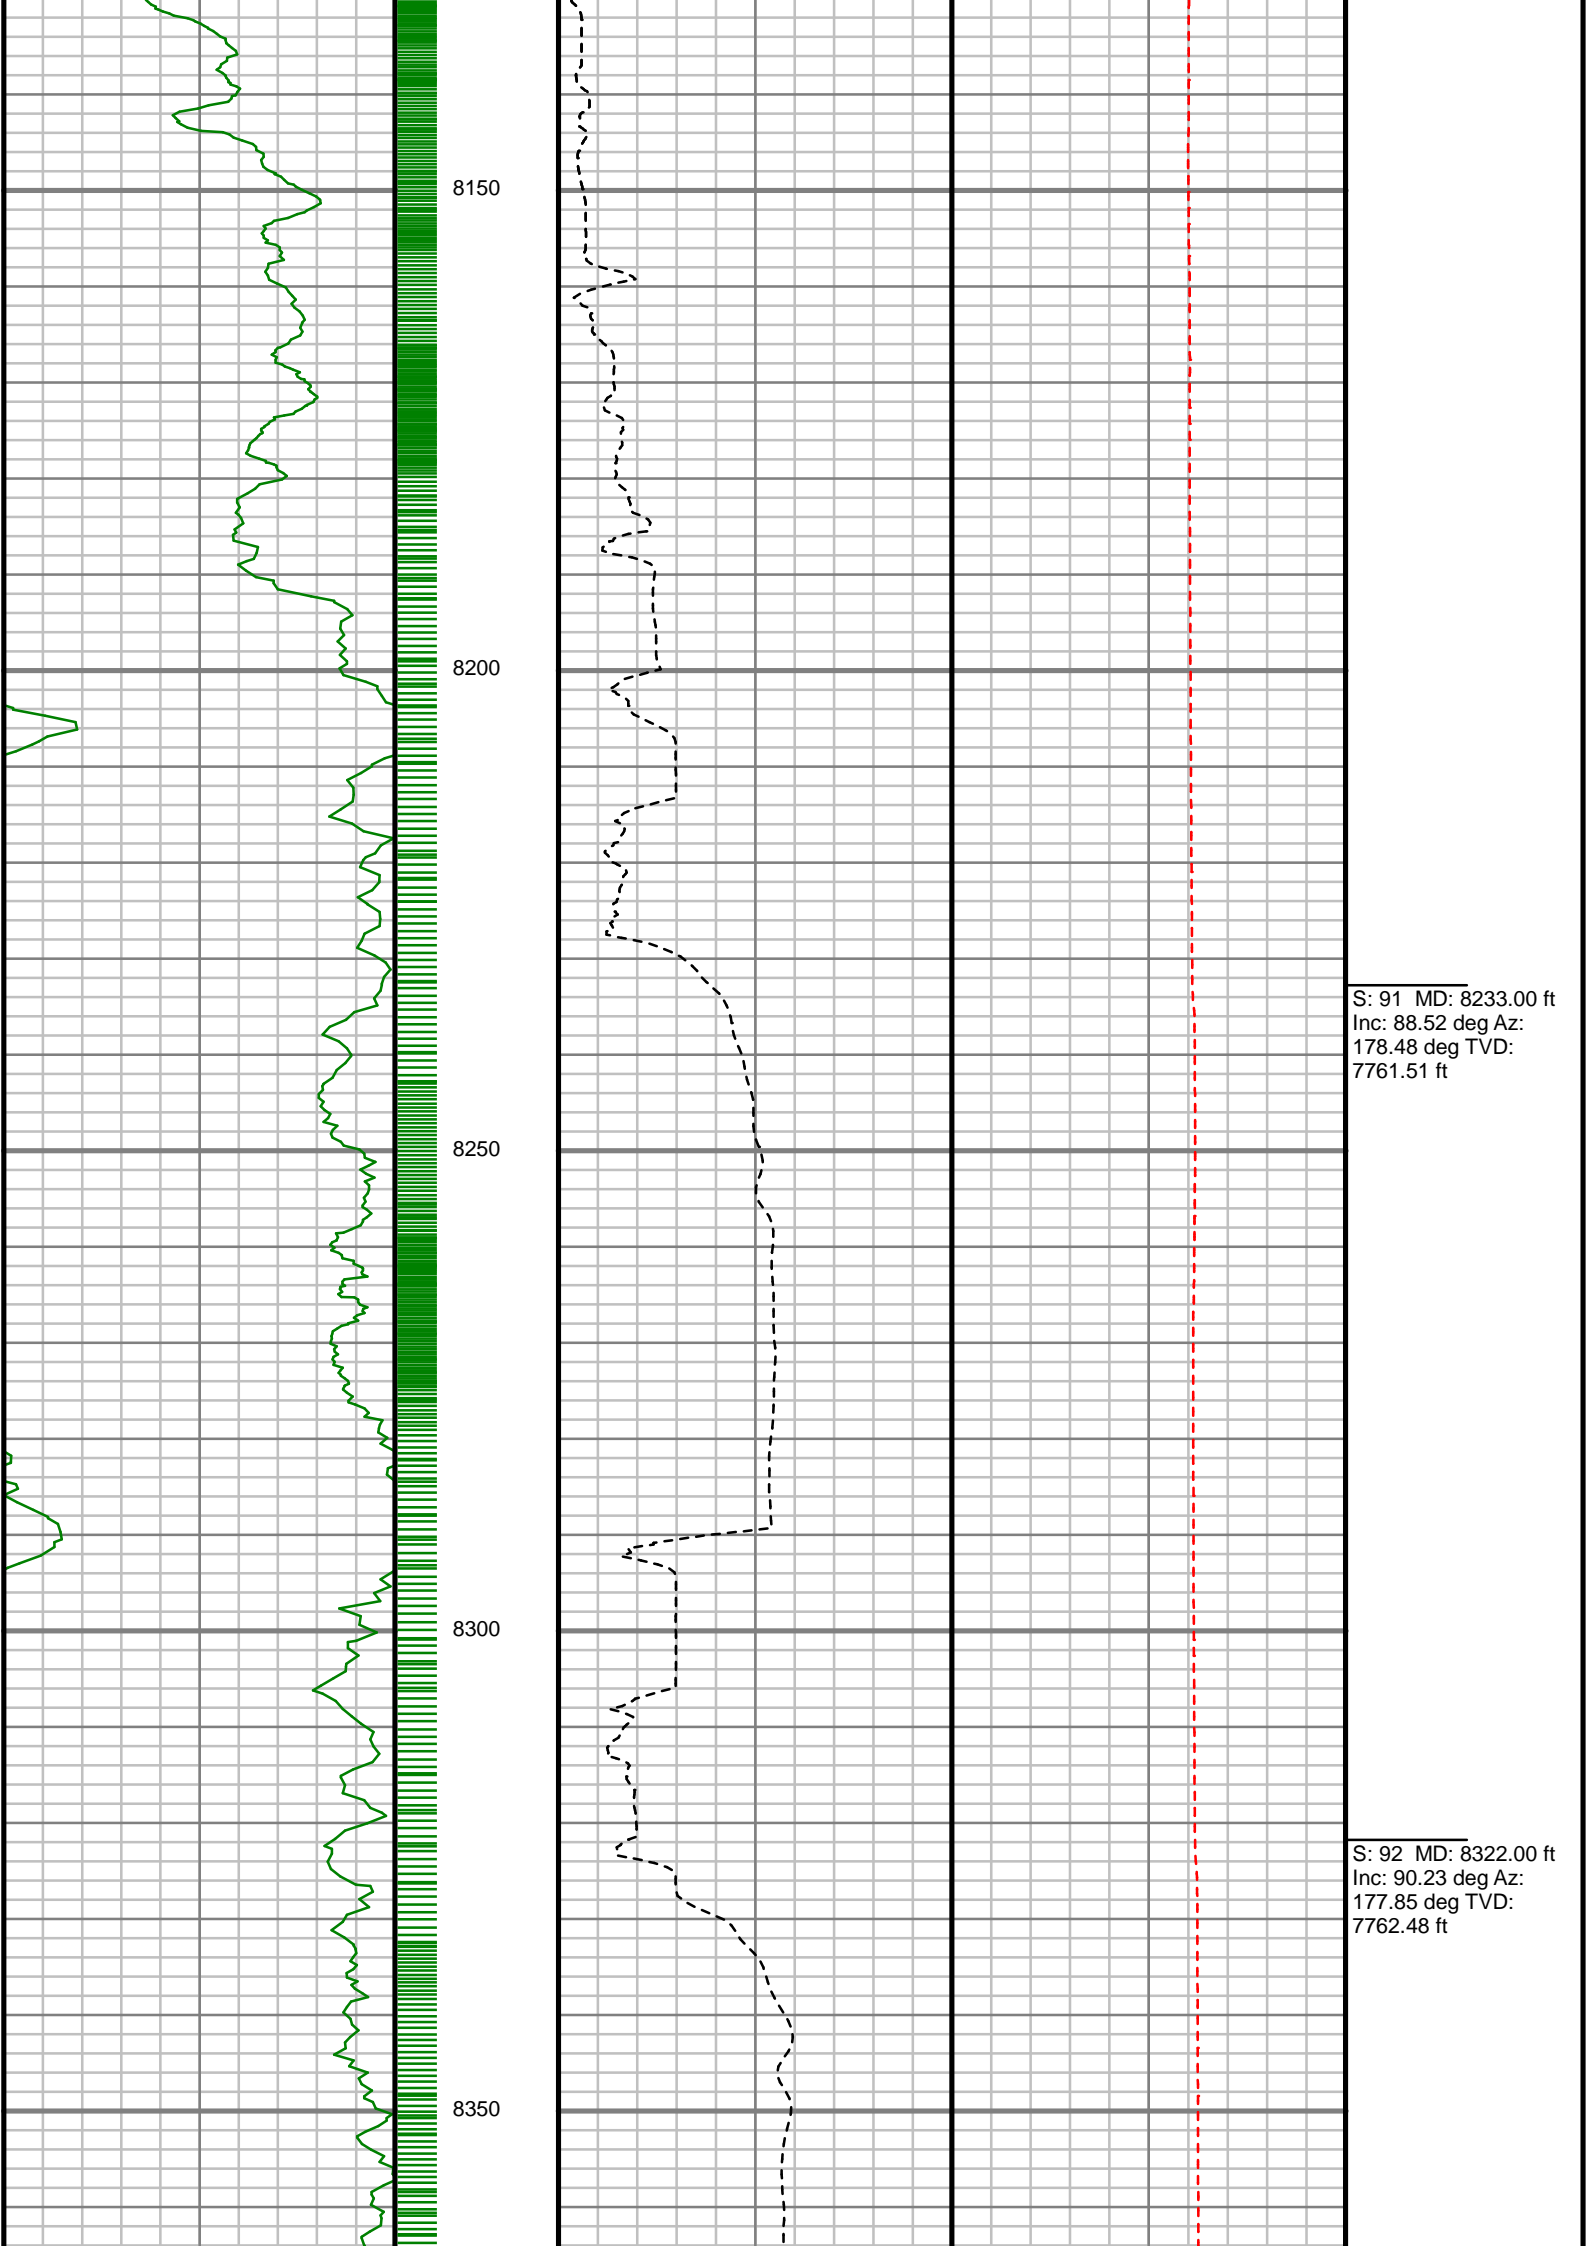 8150
8200
S: 91 MD: 8233.00 ft
Inc: 88.52 deg Az:
178.48 deg TVD:
7761.51 ft
8250
8300
S: 92 MD: 8322.00 ft
Inc: 90.23 deg Az:
177.85 deg TVD:
7762.48 ft
8350